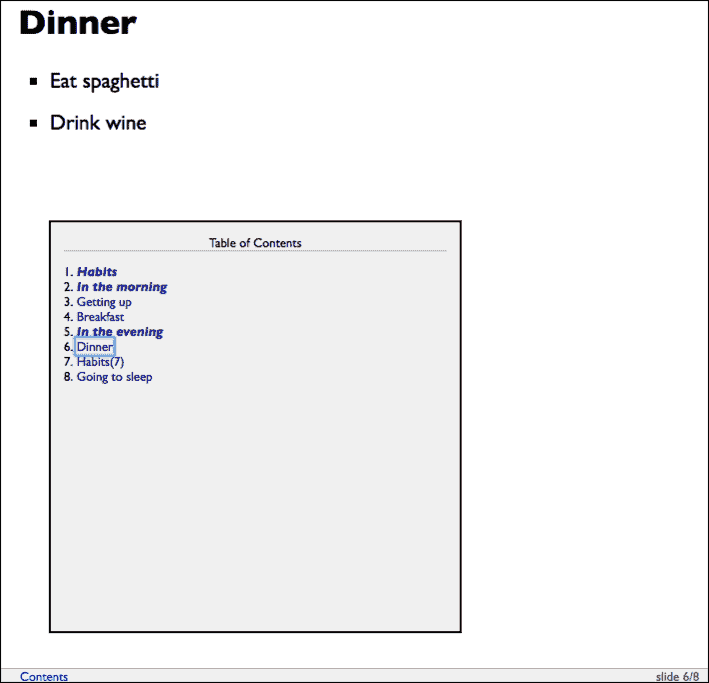 Dinner
Eat spaghetti
Drink wine
Table of Contents
1. Habits
2. In the morning
3. Getting up
4. Breakfast
5. In the evening
6. Dinner
7. Habits(7)
8. Going to sleep
Contents
slide 6/8